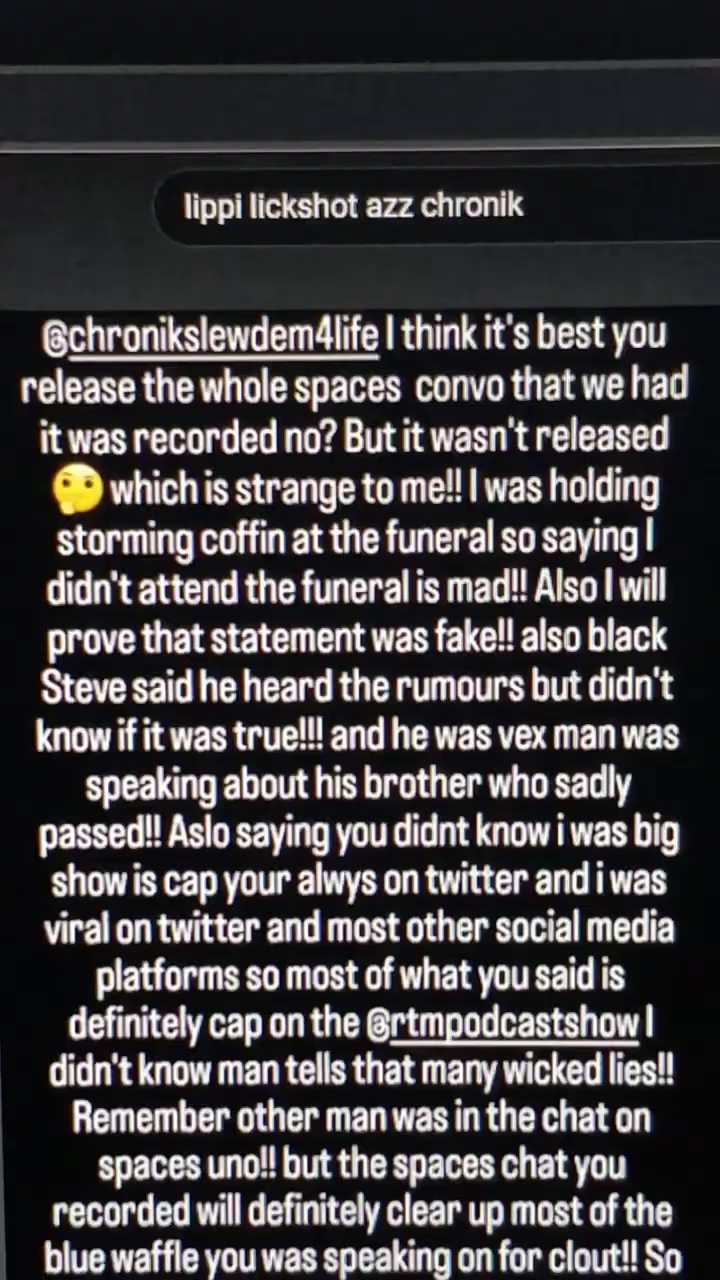 lippi lickshot azz chronik
@chronikslewdem4life I think it's best you
release the whole spaces convo that we had
it was recorded no? But it wasn't released
🤔 which is strange to me!! I was holding
storming coffin at the funeral so saying I
didn't attend the funeral is mad!! Also I will
prove that statement was fake!! also black
Steve said he heard the rumours but didn't
know if it was true!!! and he was vex man was
speaking about his brother who sadly
passed!! Aslo saying you didnt know i was big
show is cap your alwys on twitter and i was
viral on twitter and most other social media
platforms so most of what you said is
definitely cap on the @rtmpodcastshow I
didn't know man tells that many wicked lies!!
Remember other man was in the chat on
spaces uno!! but the spaces chat you
recorded will definitely clear up most of the
blue waffle you was speaking on for clout!! So